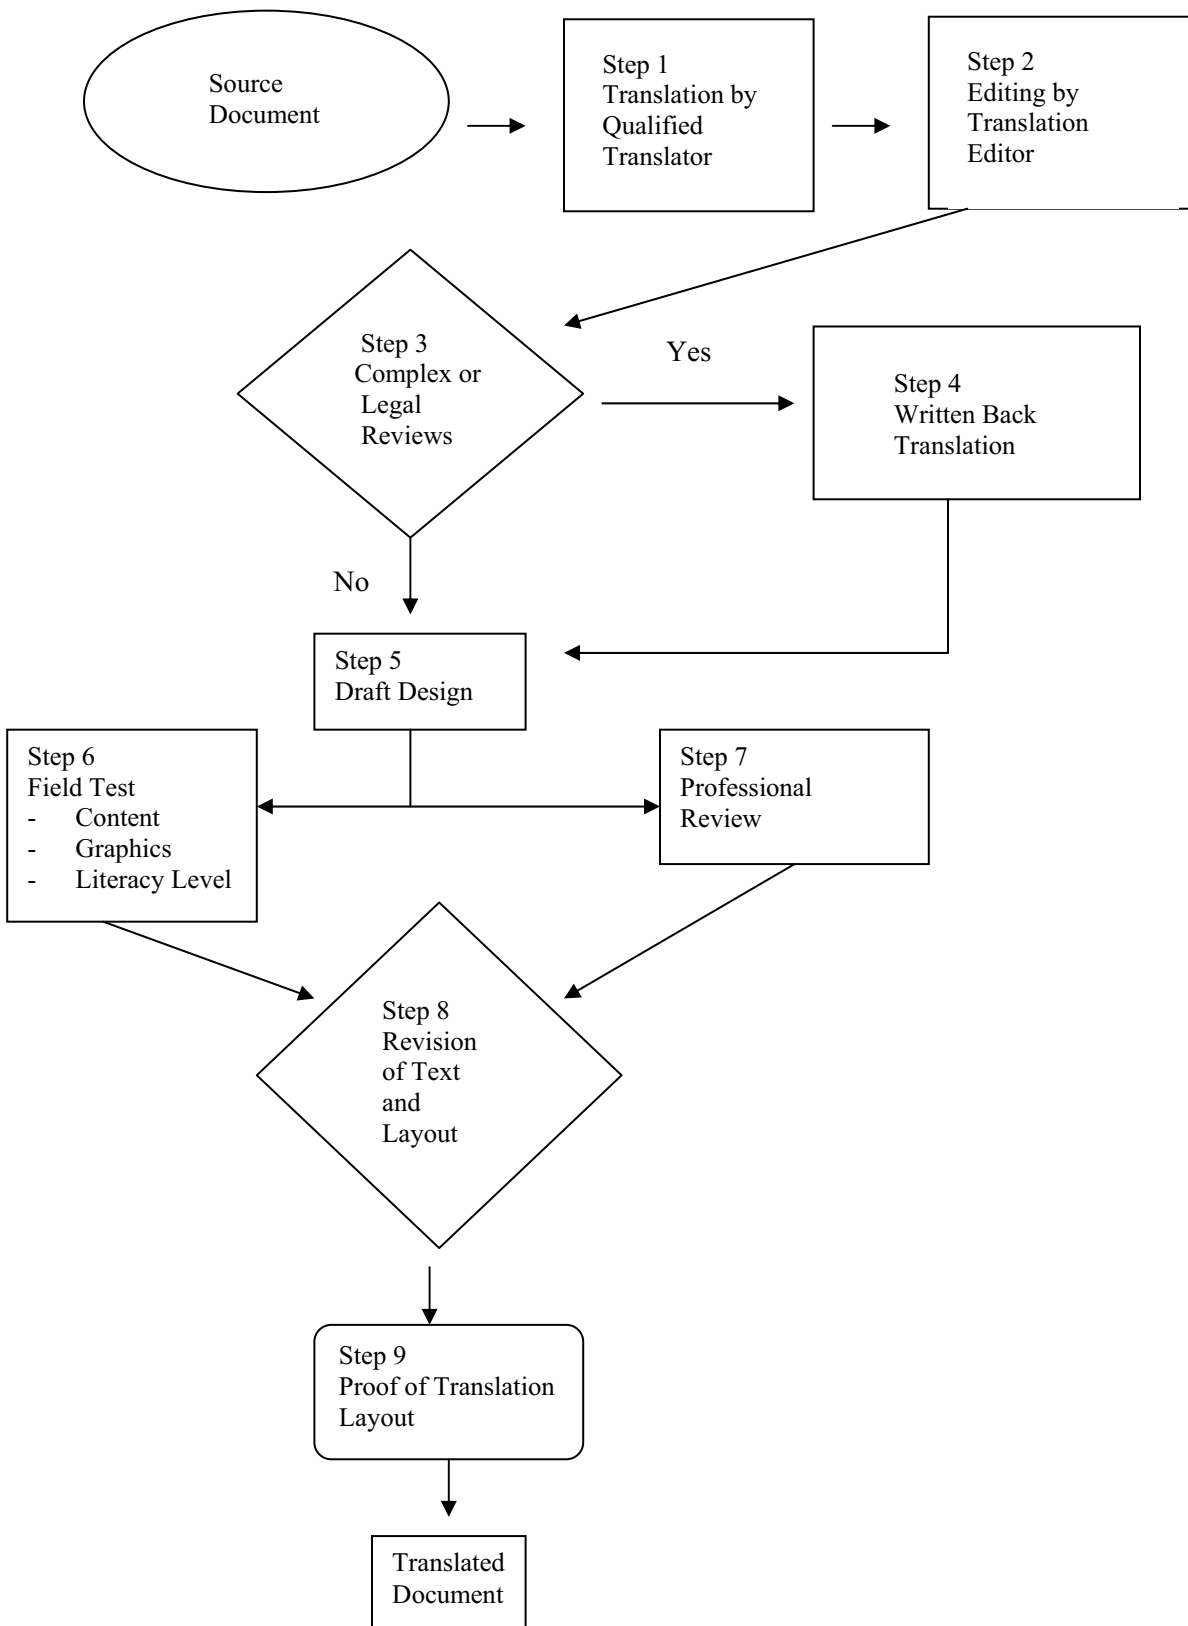 Source
Document
Step 1
Translation by
Qualified
Translator
Step 2
Editing by
Translation
Editor
Step 3
Complex or
Legal
Reviews
Yes
Step 4
Written Back
Translation
No
Step 5
Draft Design
Step 6
Field Test
- Content
- Graphics
- Literacy Level
Step 7
Professional
Review
Step 8
Revision
of Text
and
Layout
Step 9
Proof of Translation
Layout
Translated
Document